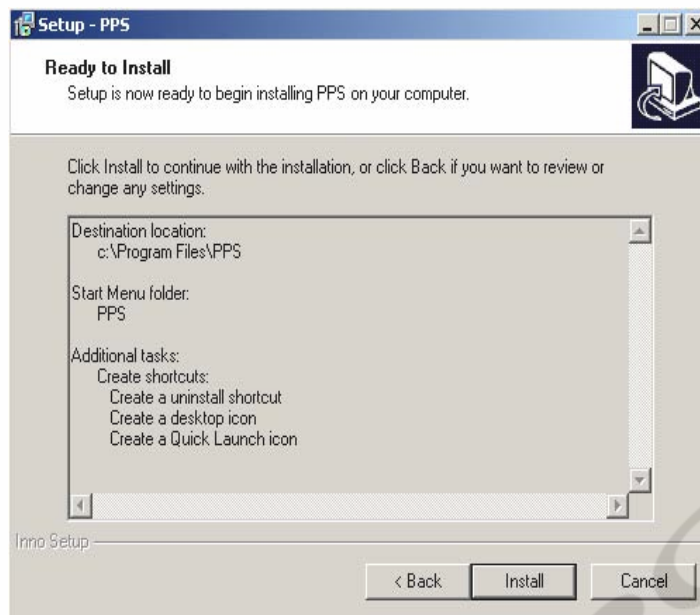 Setup - PPS
Ready to Install
Setup is now ready to begin installing PPS on your computer.
Click Install to continue with the installation, or click Back if you want to review or
change any settings.
Destination location:
c:\Program Files\PPS
Start Menu folder:
PPS
Additional tasks:
Create shortcuts:
Create a uninstall shortcut
Create a desktop icon
Create a Quick Launch icon
Inno Setup
< Back
Install
Cancel